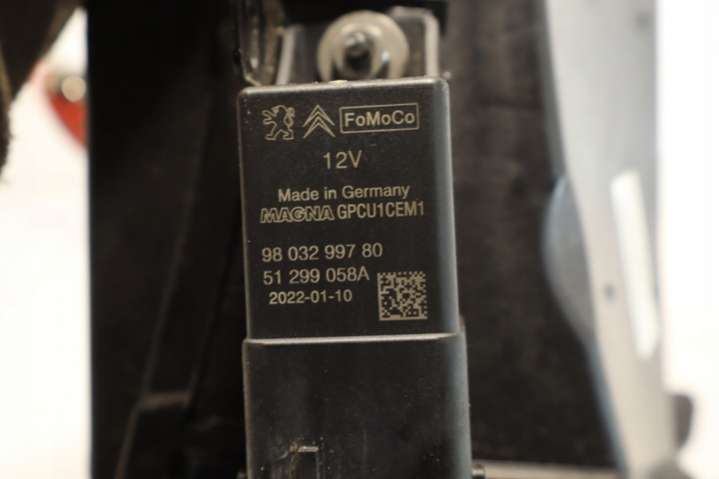 FoMoCo
12V
Made in Germany
MAGNA GPCU1CEM1
98 032 997 80
51 299 058A
2022-01-10